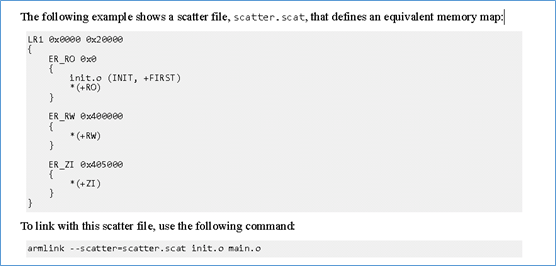 The following example shows a scatter file, scatter.scat, that defines an equivalent memory map:
LR1 0x0000 0x20000
{
    ER_RO 0x0
    {
        init.o (INIT, +FIRST)
        *(+RO)
    }
    ER_RW 0x400000
    {
        *(+RW)
    }
    ER_ZI 0x405000
    {
        *(+ZI)
    }
}
To link with this scatter file, use the following command:
armlink --scatter=scatter.scat init.o main.o